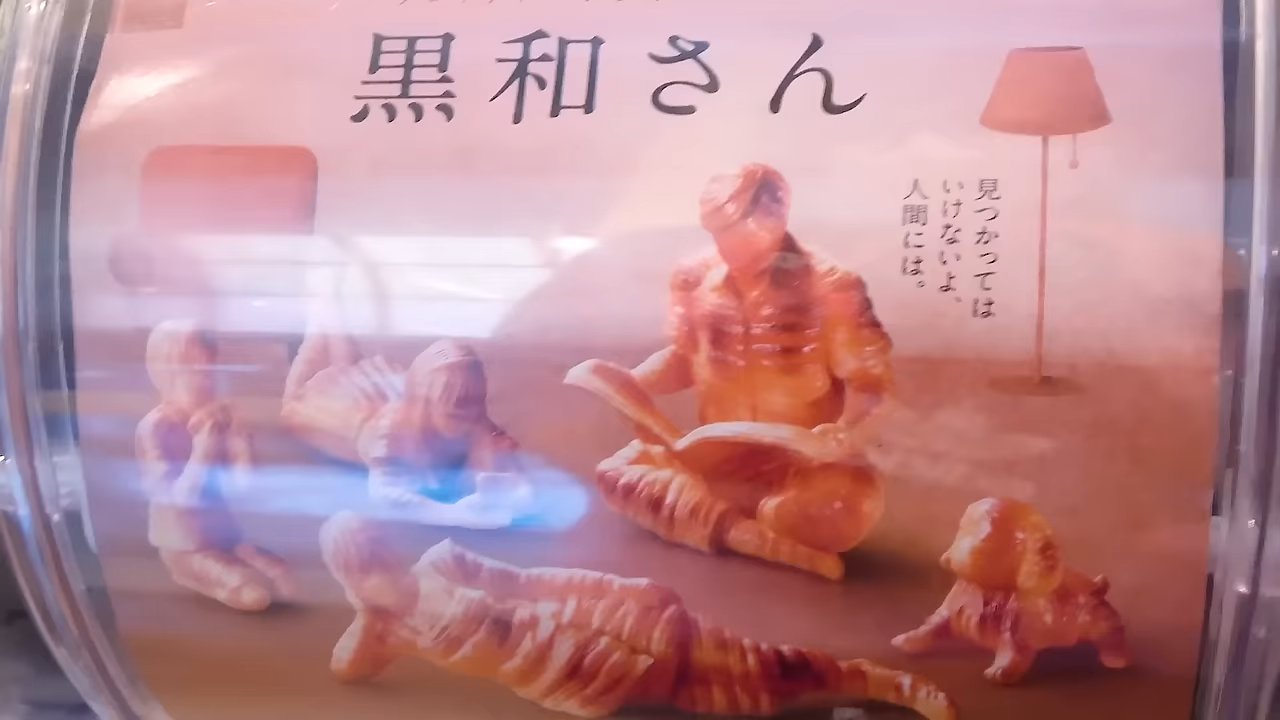 黒和さん
見つかっては
いけないよ、
人間には。